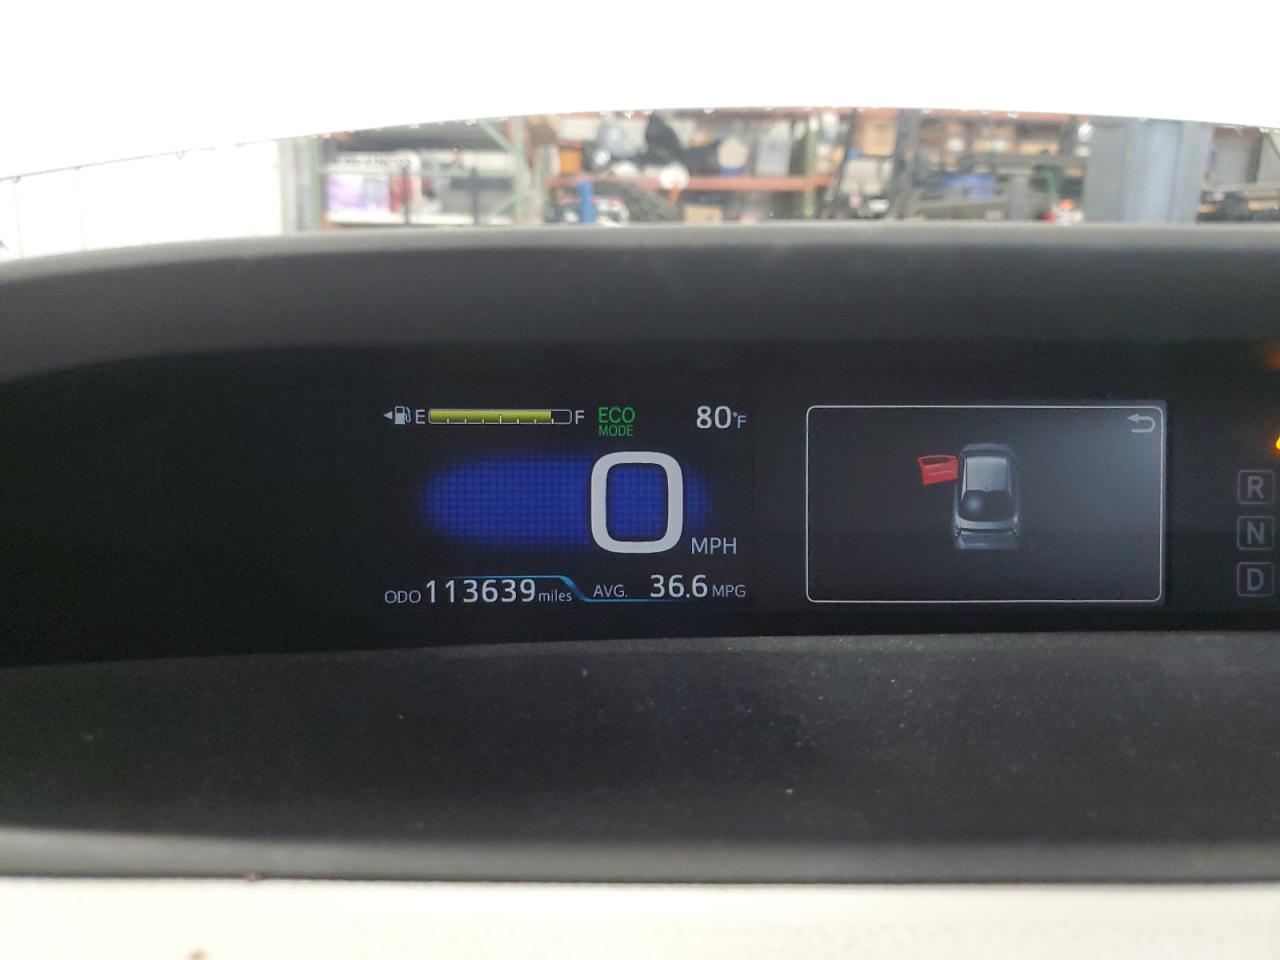 E F ECO 80°F
MODE
0 MPH
ODO 113639 miles AVG. 36.6 MPG
R
N
D